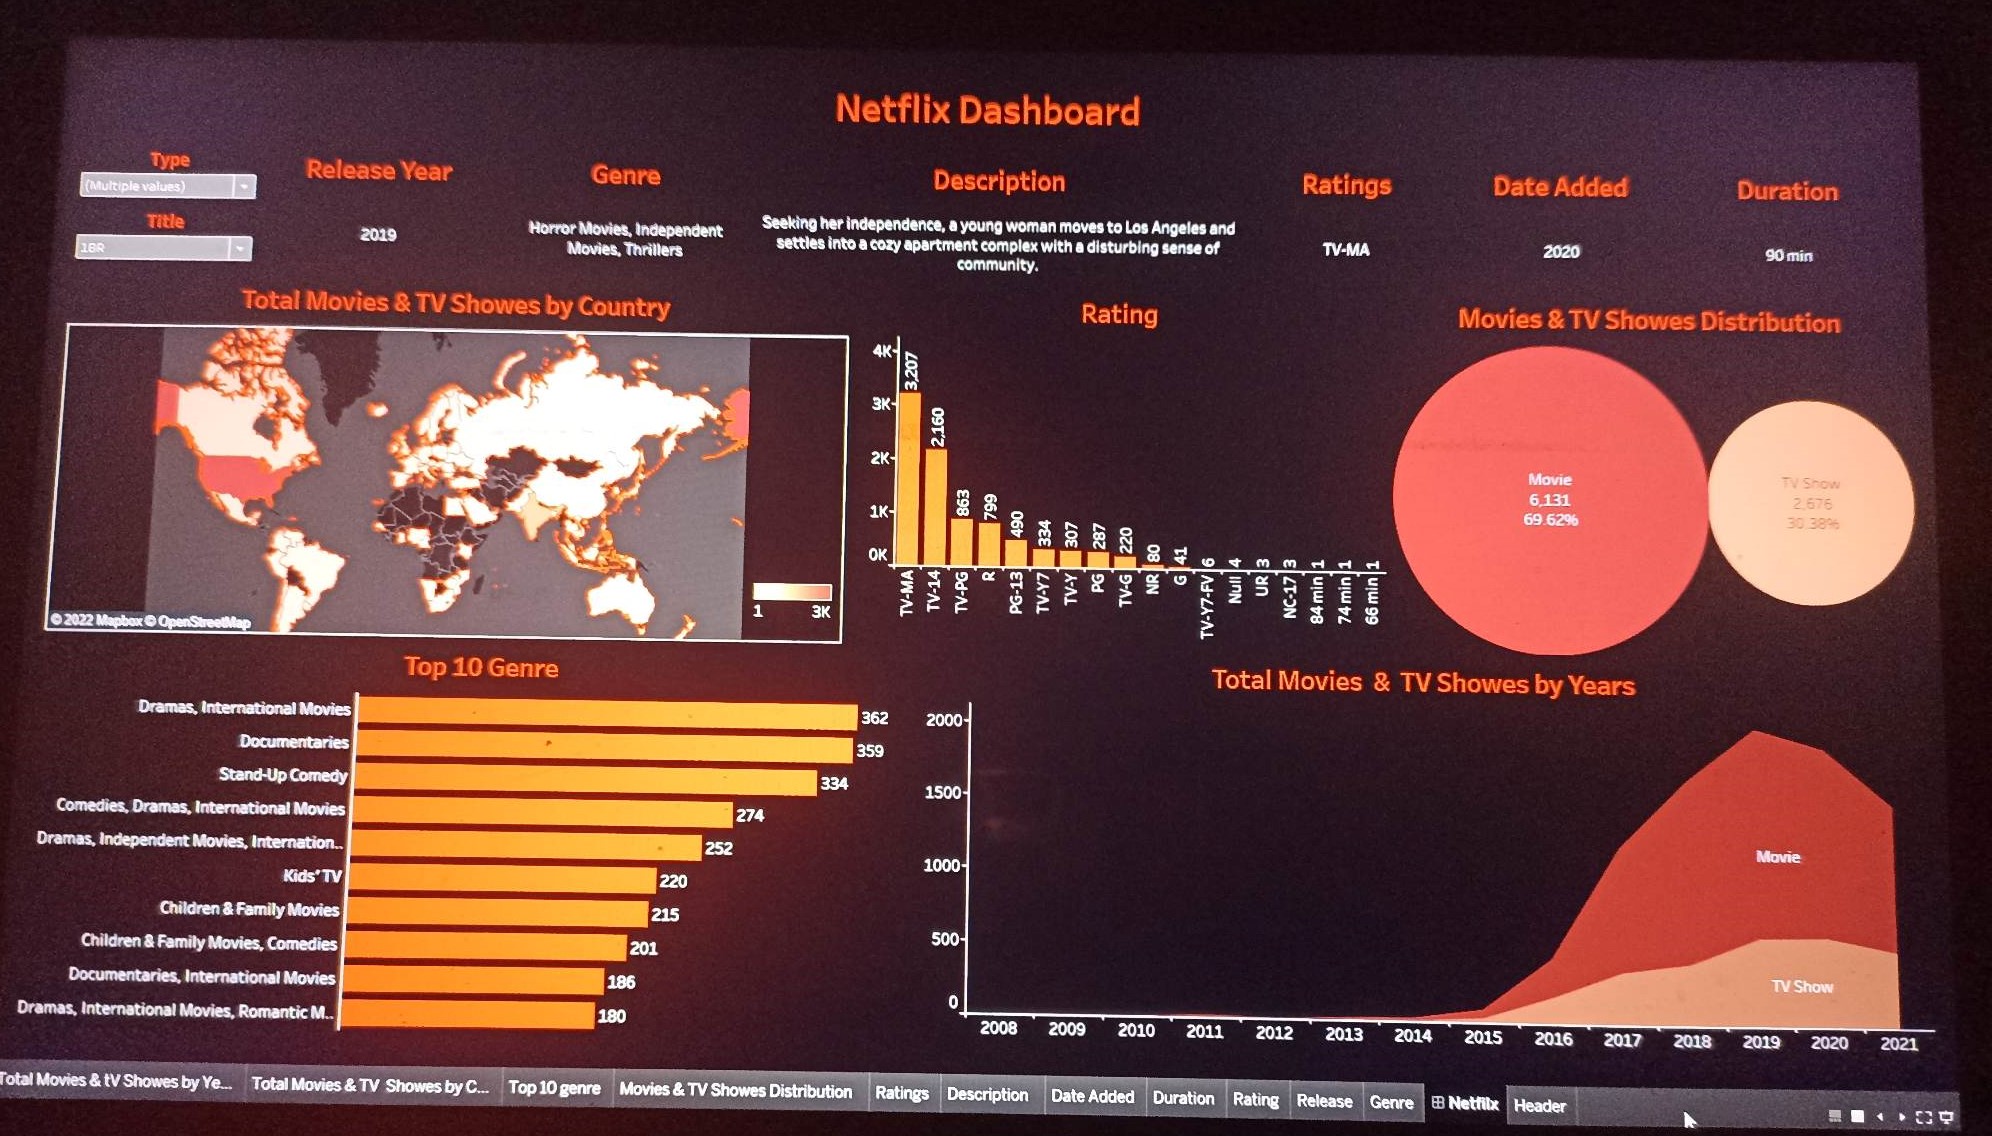 Netflix Dashboard
Type
(Multiple values)
Title
1BR
Release Year
2019
Genre
Horror Movies, Independent
Movies, Thrillers
Description
Seeking her independence, a young woman moves to Los Angeles and
settles into a cozy apartment complex with a disturbing sense of
community.
Ratings
TV-MA
Date Added
2020
Duration
90 min
Total Movies & TV Showes by Country
© 2022 Mapbox © OpenStreetMap
1 3K
Rating
4K
3K
2K
1K
0K
3,207
2,160
863
799
490
334
307
287
220
80
41
6
4
3
3
1
1
1
TV-MA
TV-14
TV-PG
R
PG-13
TV-Y7
TV-Y
PG
TV-G
NR
G
TV-Y7-FV
Null
UR
NC-17
84 min
74 min
66 min
Movies & TV Showes Distribution
Movie
6,131
69.62%
TV Show
2,676
30.38%
Top 10 Genre
Dramas, International Movies 362
Documentaries 359
Stand-Up Comedy 334
Comedies, Dramas, International Movies 274
Dramas, Independent Movies, Internation.. 252
Kids' TV 220
Children & Family Movies 215
Children & Family Movies, Comedies 201
Documentaries, International Movies 186
Dramas, International Movies, Romantic M.. 180
Total Movies & TV Showes by Years
2000
1500
1000
500
0
Movie
TV Show
2008 2009 2010 2011 2012 2013 2014 2015 2016 2017 2018 2019 2020 2021
Total Movies & tV Showes by Ye... Total Movies & TV Showes by C... Top 10 genre Movies & TV Showes Distribution Ratings Description Date Added Duration Rating Release Genre Netfilx Header